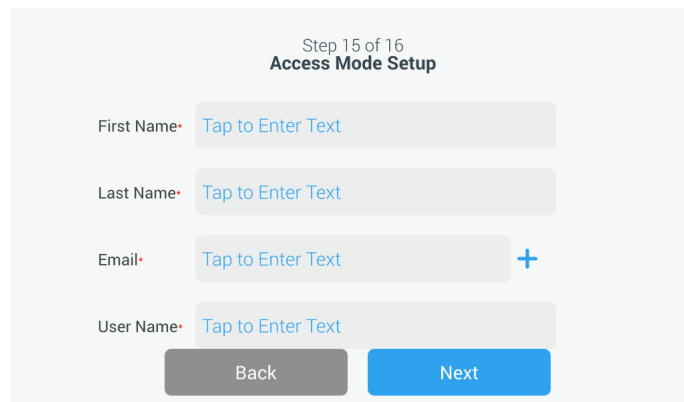 Step 15 of 16
Access Mode Setup
First Name* Tap to Enter Text
Last Name* Tap to Enter Text
Email* Tap to Enter Text +
User Name* Tap to Enter Text
Back Next